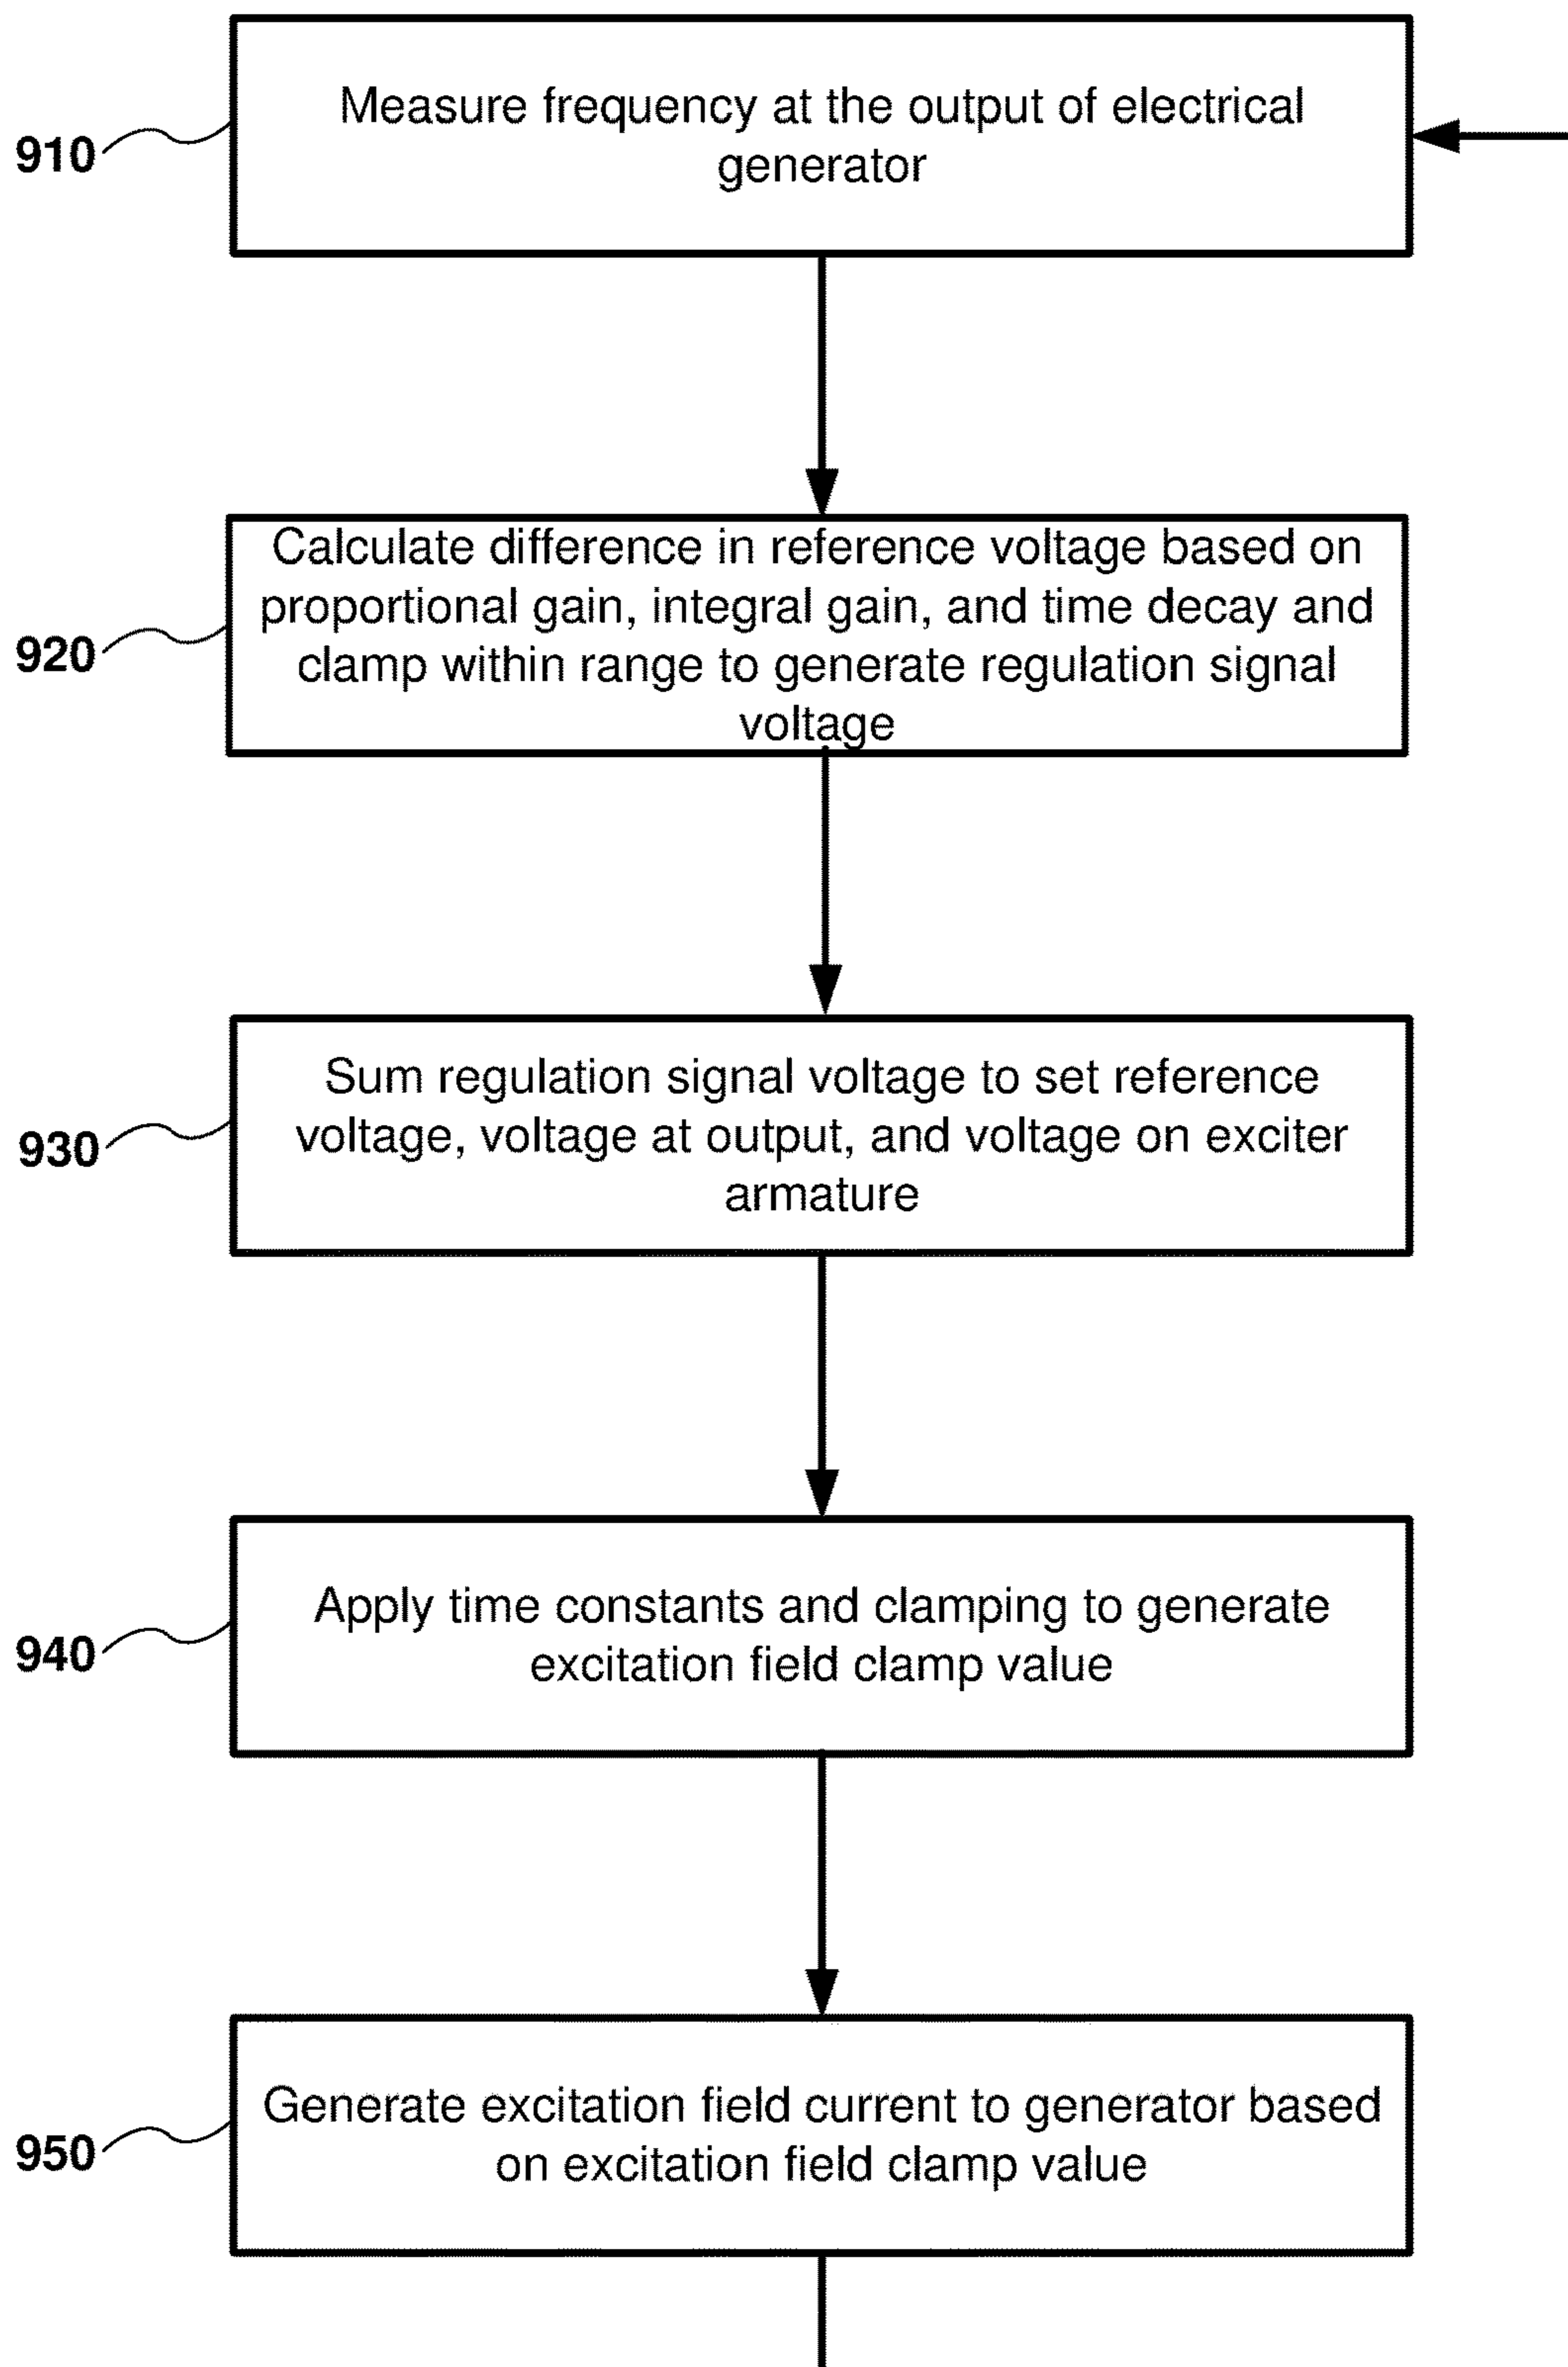 Measure frequency at the output of electrical
generator
910
Calculate difference in reference voltage based on
proportional gain, integral gain, and time decay and
clamp within range to generate regulation signal
voltage
920
Sum regulation signal voltage to set reference
voltage, voltage at output, and voltage on exciter
armature
930
Apply time constants and clamping to generate
excitation field clamp value
940
Generate excitation field current to generator based
on excitation field clamp value
950